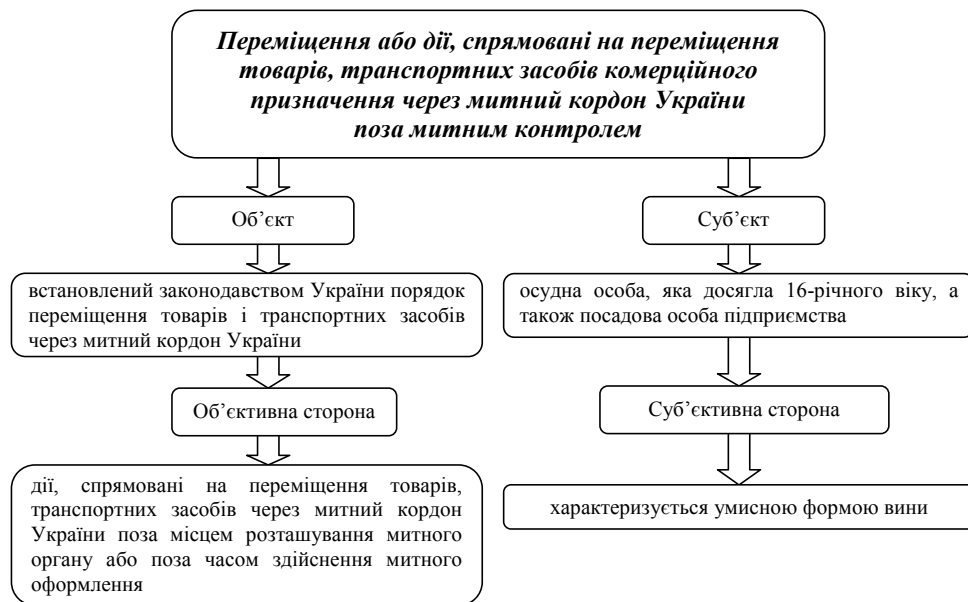 Переміщення або дії, спрямовані на переміщення
товарів, транспортних засобів комерційного
призначення через митний кордон України
поза митним контролем
Об’єкт
встановлений законодавством України порядок
переміщення товарів і транспортних засобів
через митний кордон України
Об’єктивна сторона
дії, спрямовані на переміщення товарів,
транспортних засобів через митний кордон
України поза місцем розташування митного
органу або поза часом здійснення митного
оформлення
Суб’єкт
осудна особа, яка досягла 16-річного віку, а
також посадова особа підприємства
Суб’єктивна сторона
характеризується умисною формою вини